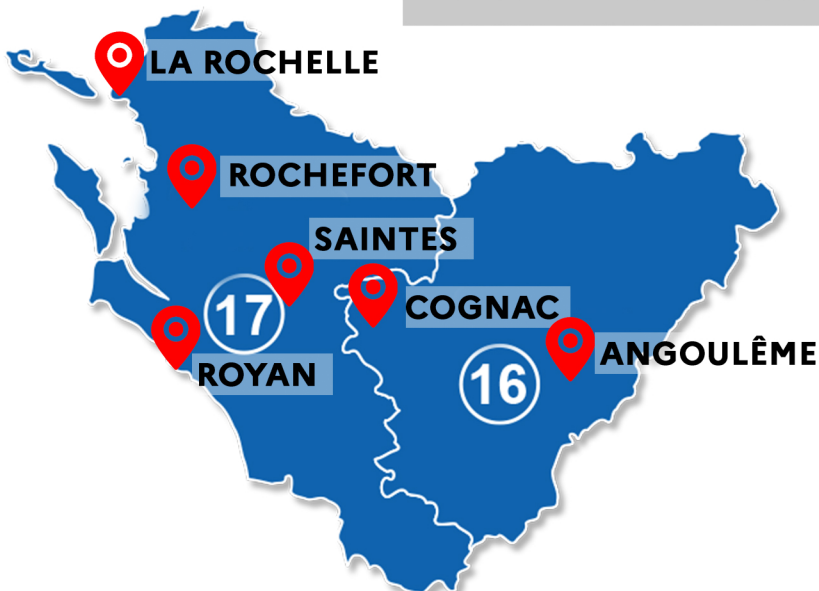 LA ROCHELLE
ROCHEFORT
SAINTES
COGNAC
17
ANGOULÊME
ROYAN
16